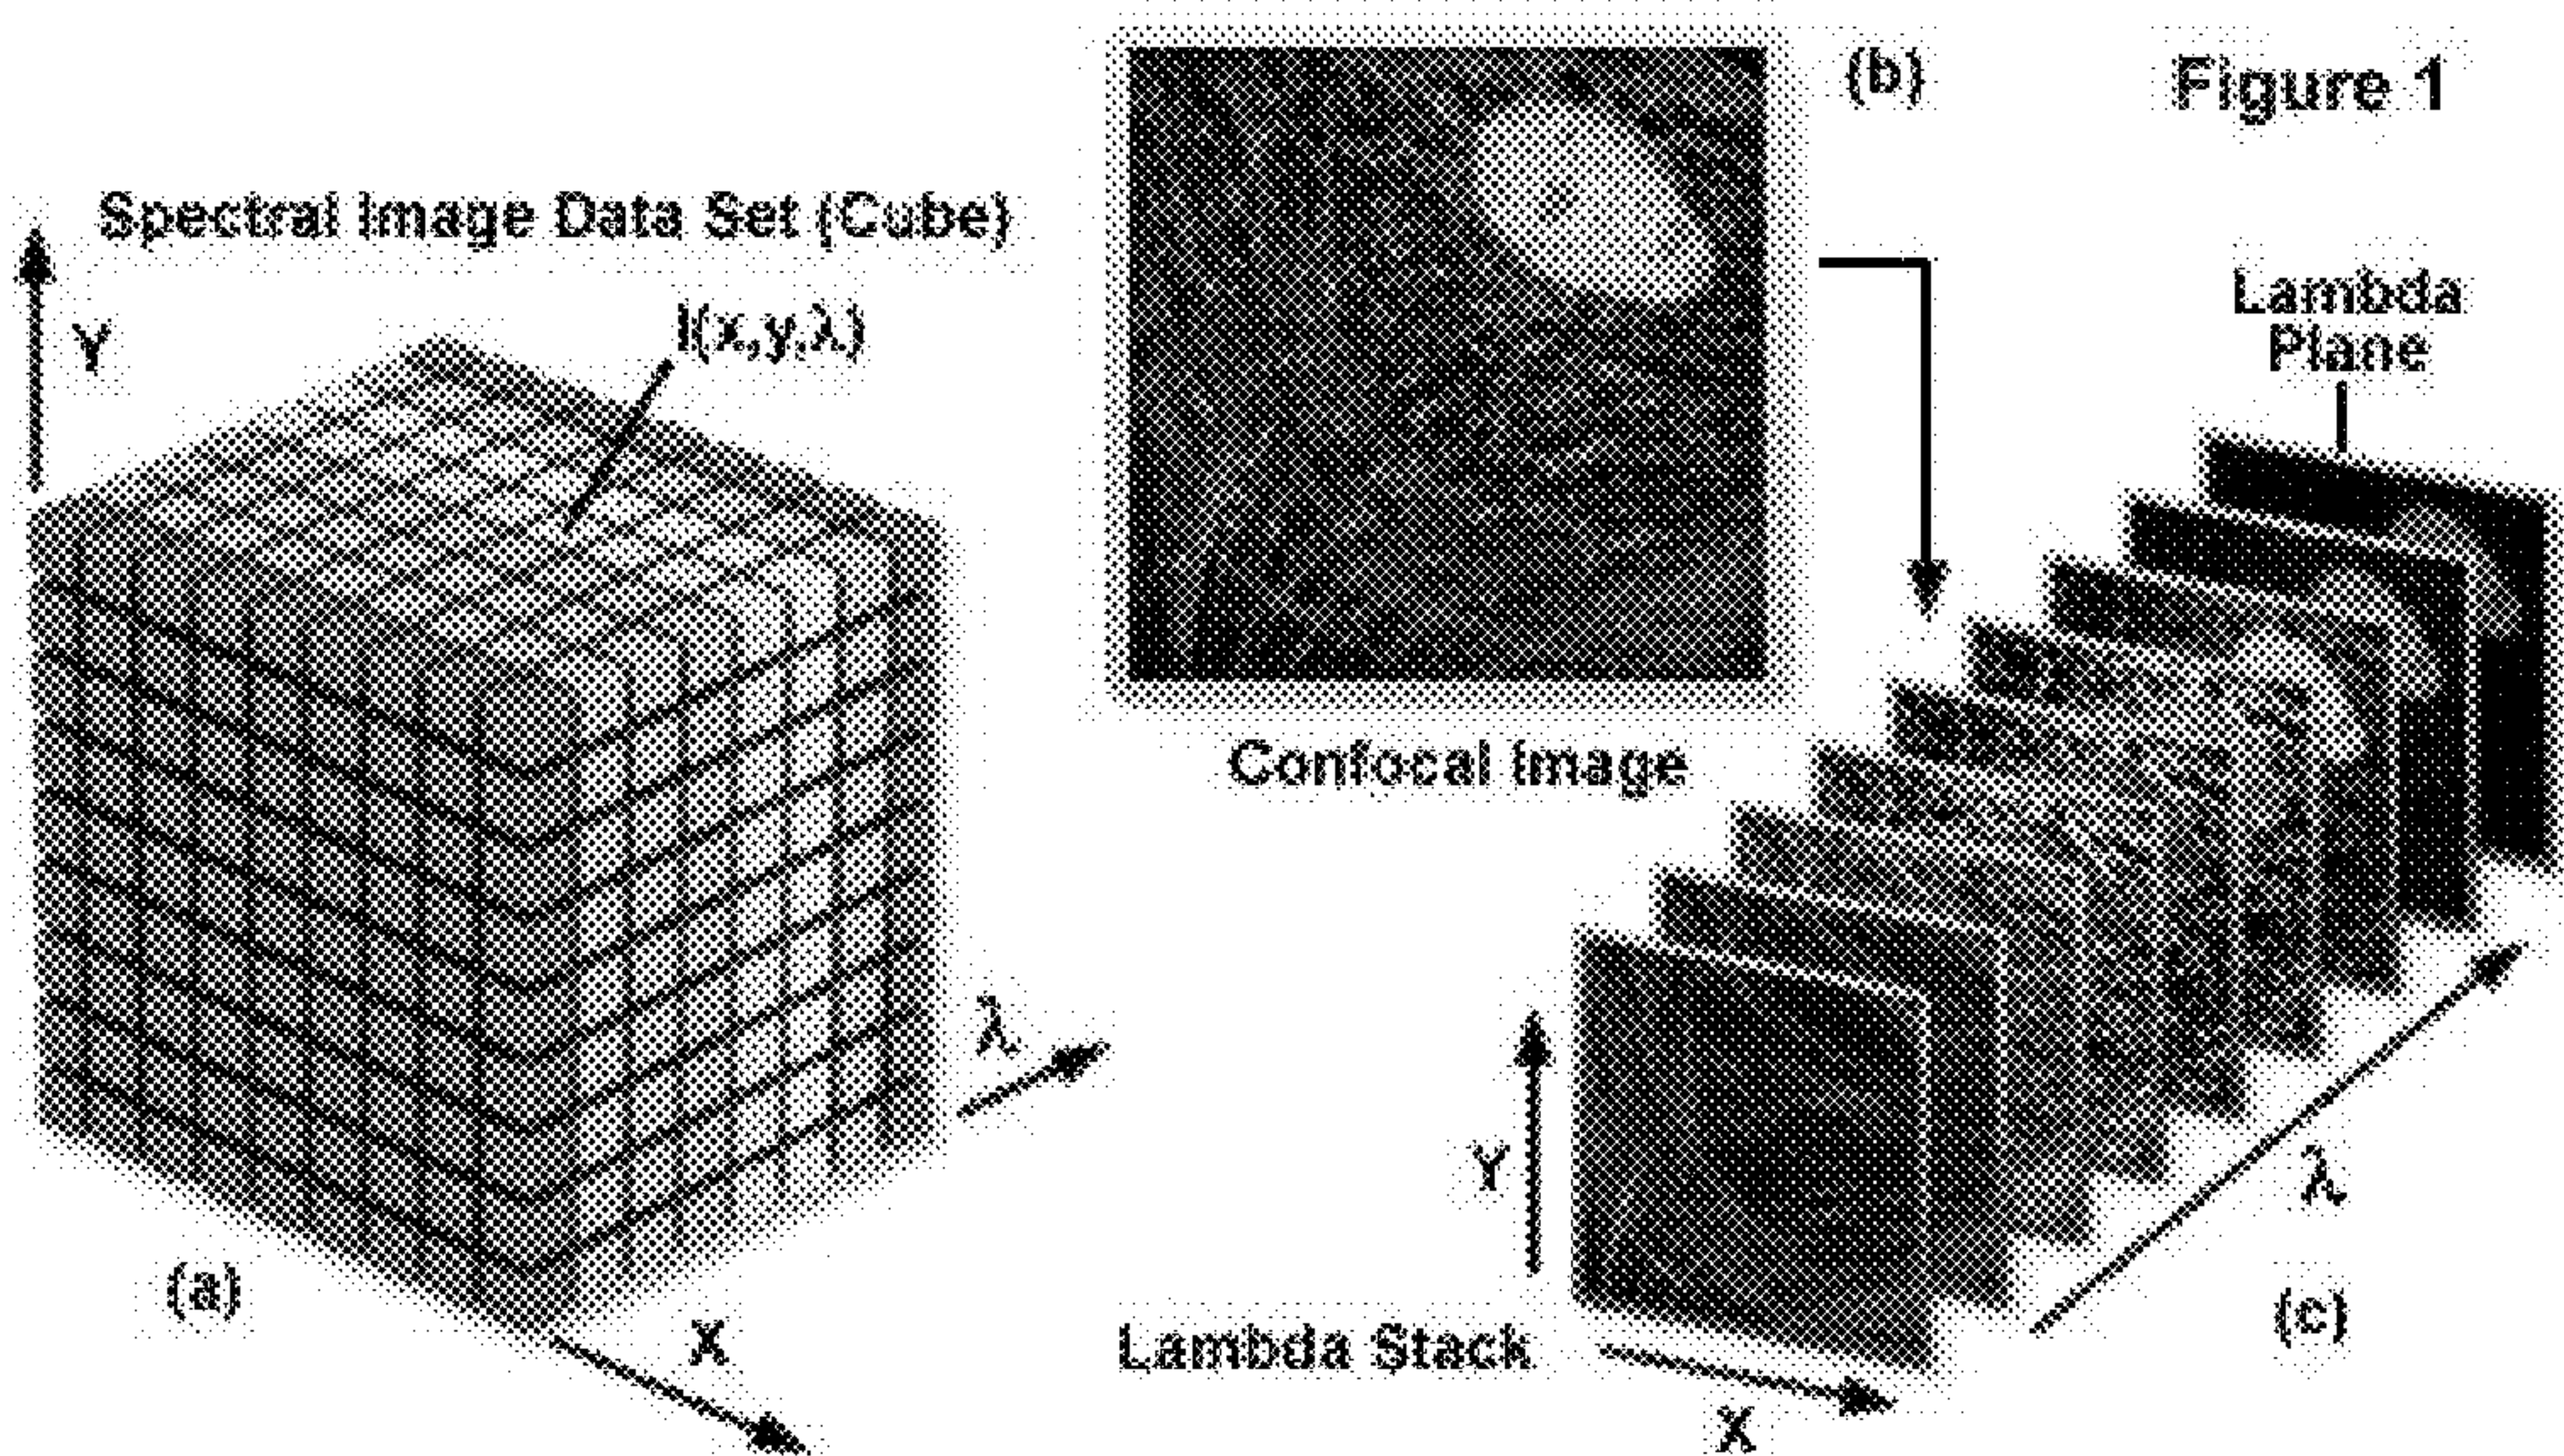 Figure 1
(b)
Spectral Image Data Set (Cube)
Y
I(x,y,λ)
Lambda
Plane
Confocal Image
λ
Y
λ
(a)
(c)
X
Lambda Stack
X